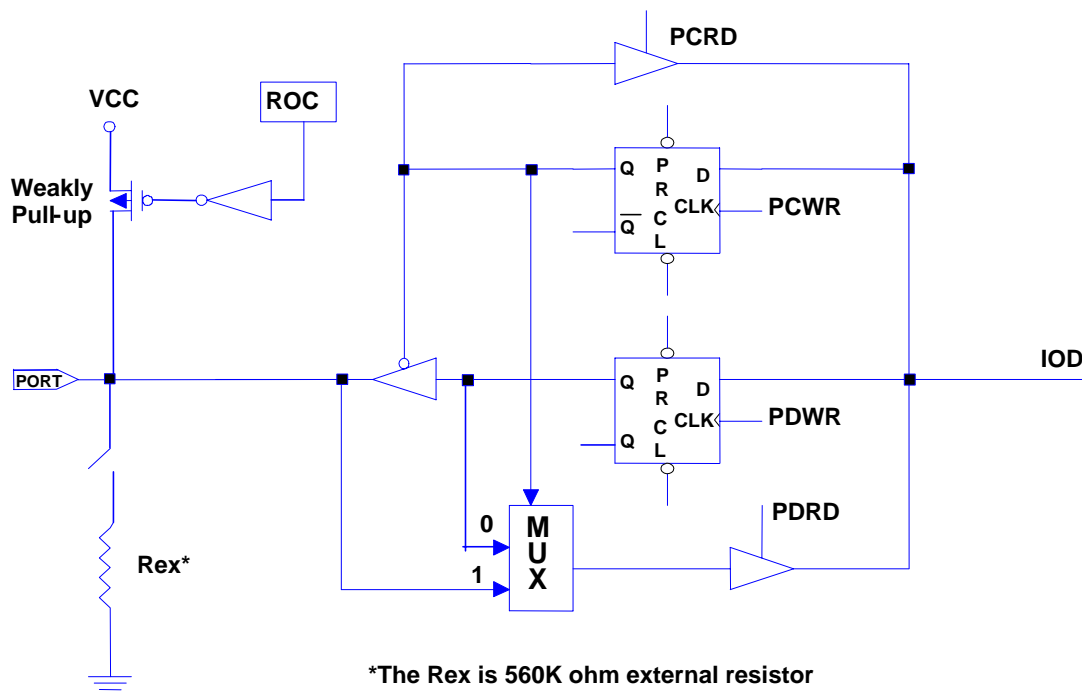 PCRD
VCC
ROC
Weakly
Pull-up
Q
P
R
C
L
D
CLK
Q
PCWR
PORT
IOD
Q
P
R
C
L
D
CLK
Q
PDWR
PDRD
0
1
M
U
X
Rex*
*The Rex is 560K ohm external resistor